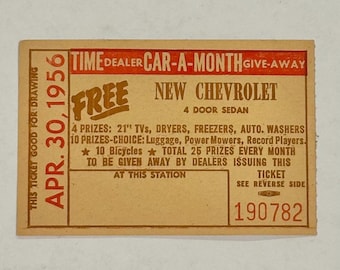 TIME DEALER CAR-A-MONTH GIVE-AWAY
THIS TICKET GOOD FOR DRAWING
APR. 30, 1956
FREE
NEW CHEVROLET
4 DOOR SEDAN
4 PRIZES: 21" TVs, DRYERS, FREEZERS, AUTO. WASHERS
10 PRIZES-CHOICE: Luggage, Power Mowers, Record Players.
★ 10 Bicycles ★ TOTAL 25 PRIZES EVERY MONTH
TO BE GIVEN AWAY BY DEALERS ISSUING THIS
AT THIS STATION
TICKET
SEE REVERSE SIDE
190782